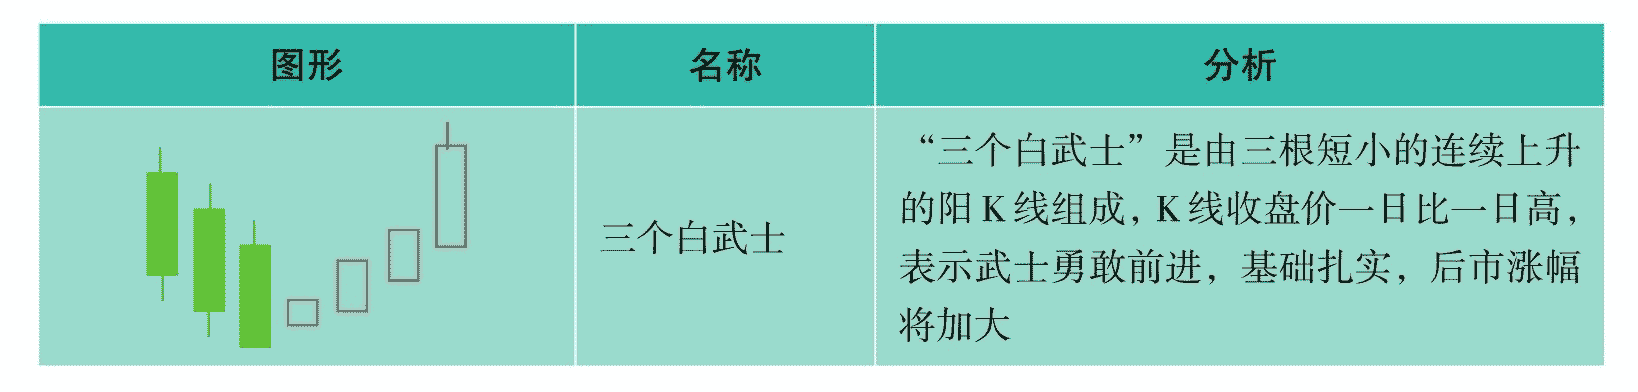 图形
名称
分析
三个白武士
“三个白武士”是由三根短小的连续上升
的阳K线组成，K线收盘价一日比一日高，
表示武士勇敢前进，基础扎实，后市涨幅
将加大